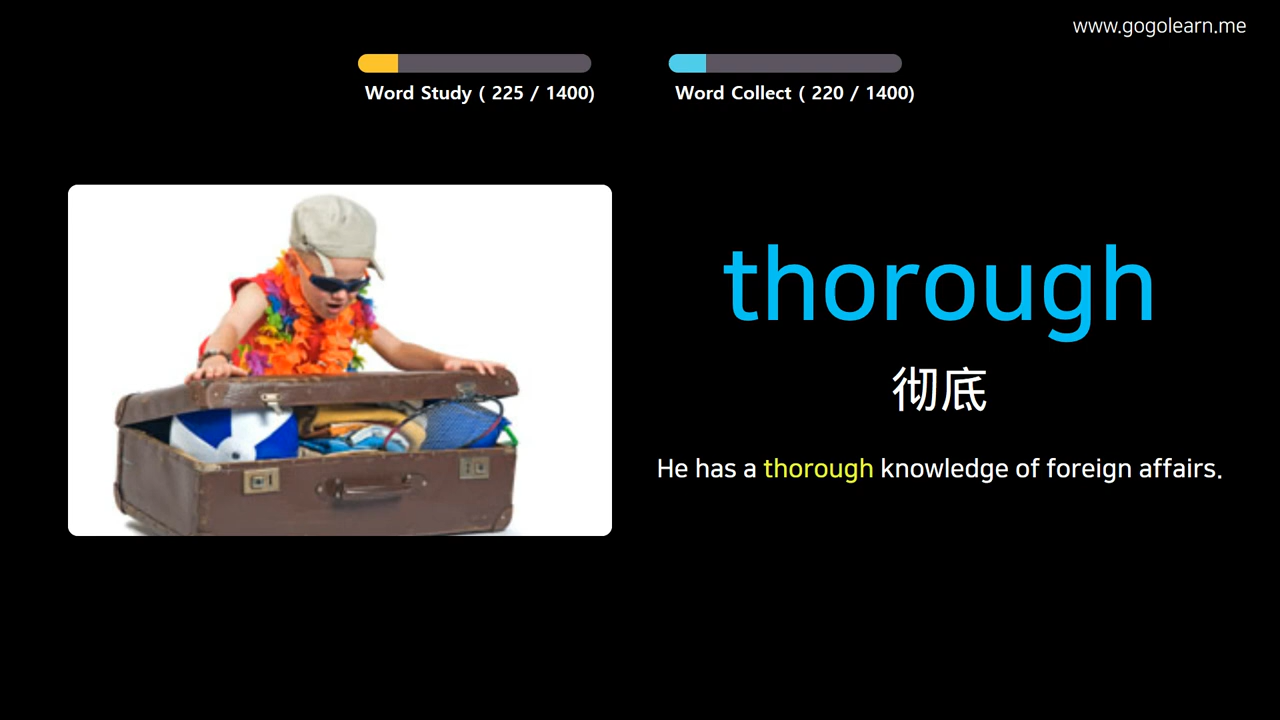 www.gogolearn.me
Word Study ( 225 / 1400)
Word Collect ( 220 / 1400)
thorough
彻底
He has a thorough knowledge of foreign affairs.